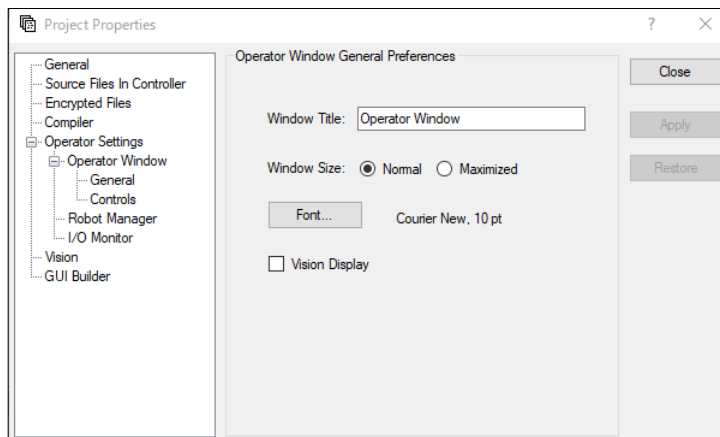 Project Properties
?
General
Source Files In Controller
Encrypted Files
Compiler
Operator Settings
Operator Window
General
Controls
Robot Manager
I/O Monitor
Vision
GUI Builder
Operator Window General Preferences
Window Title: Operator Window
Window Size: Normal Maximized
Font... Courier New, 10 pt
Vision Display
Close
Apply
Restore